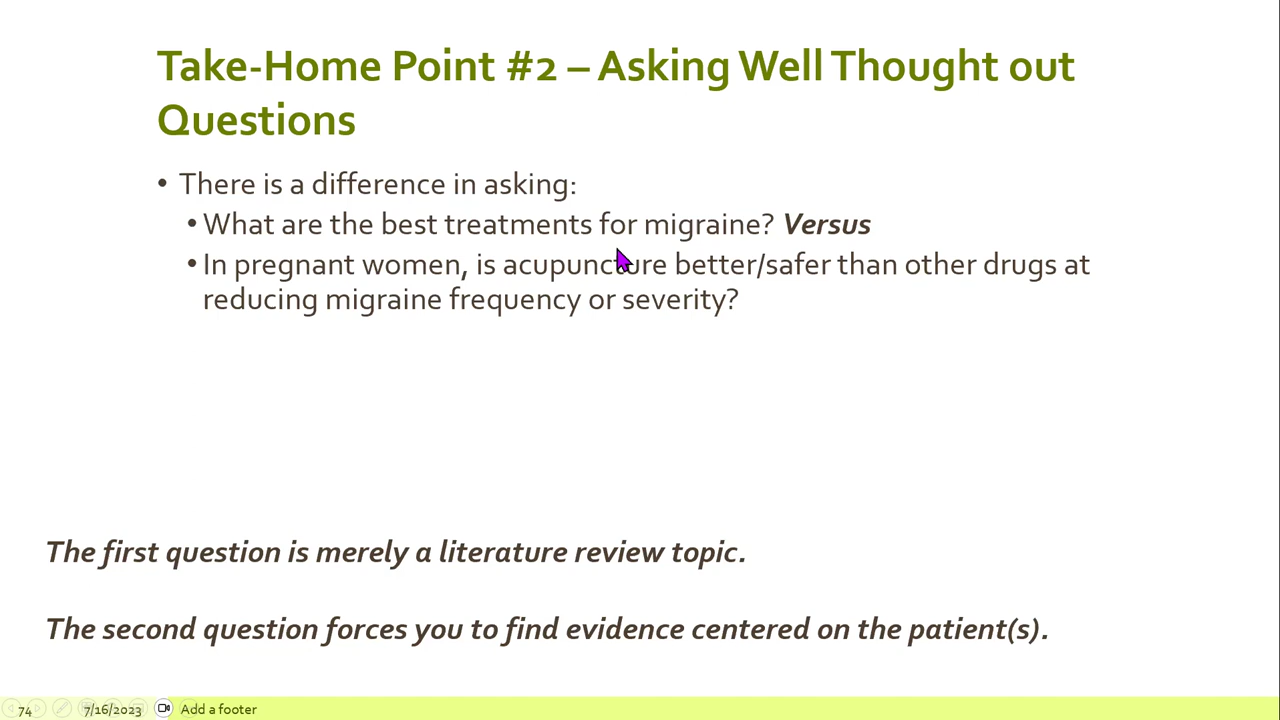 Take-Home Point #2 – Asking Well Thought out
Questions
• There is a difference in asking:
• What are the best treatments for migraine? Versus
• In pregnant women, is acupuncture better/safer than other drugs at
reducing migraine frequency or severity?
The first question is merely a literature review topic.
The second question forces you to find evidence centered on the patient(s).
74 7/16/2023 Add a footer